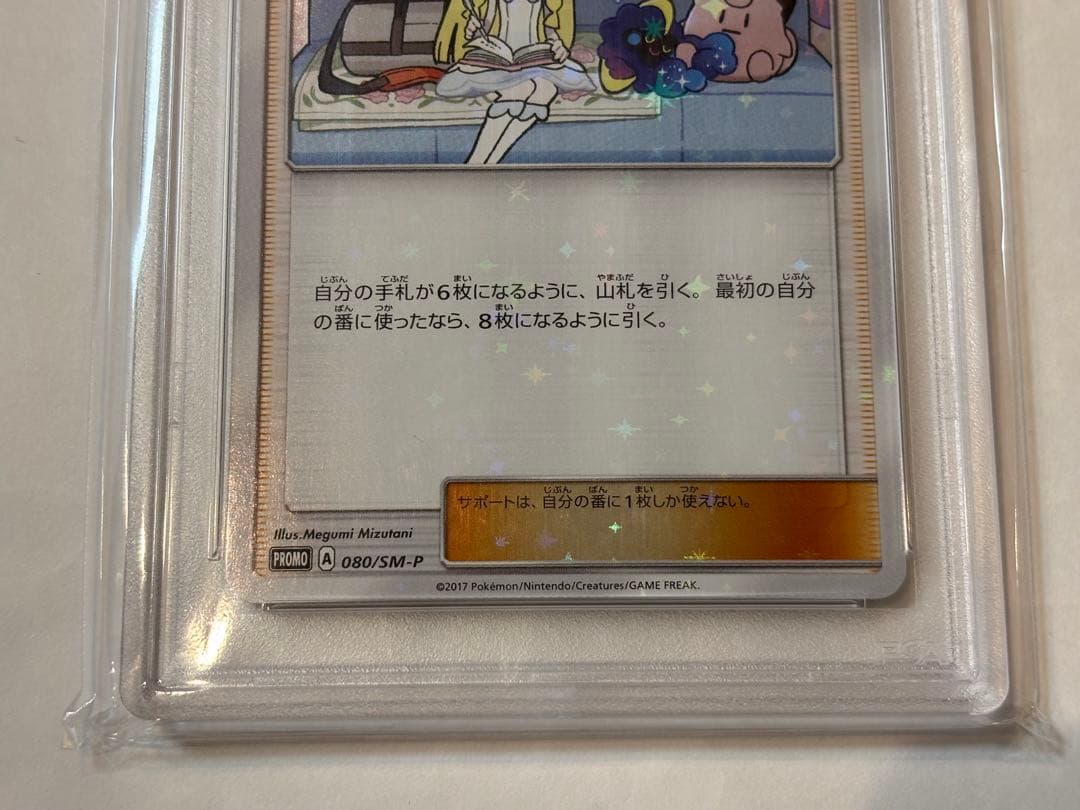 自分の手札が6枚になるように、山札を引く。最初の自分
の番に使ったなら、8枚になるように引く。
サポートは、自分の番に1枚しか使えない。
Illus.Megumi Mizutani
PROMO A 080/SM-P
©2017 Pokémon/Nintendo/Creatures/GAME FREAK.